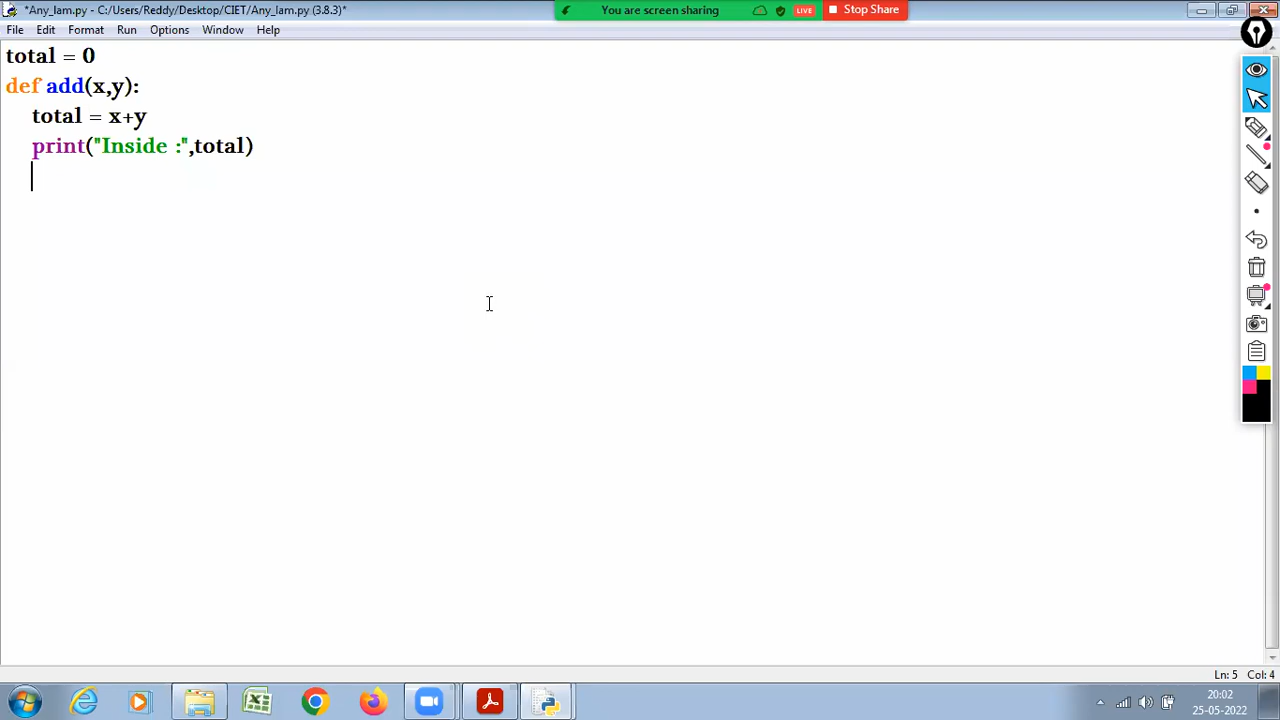 *Any_lam.py - C:/Users/Reddy/Desktop/CIET/Any_lam.py (3.8.3)*
You are screen sharing
LIVE
Stop Share
File Edit Format Run Options Window Help
total = 0
def add(x,y):
    total = x+y
    print("Inside :",total)
Ln: 5 Col: 4
20:02
25-05-2022